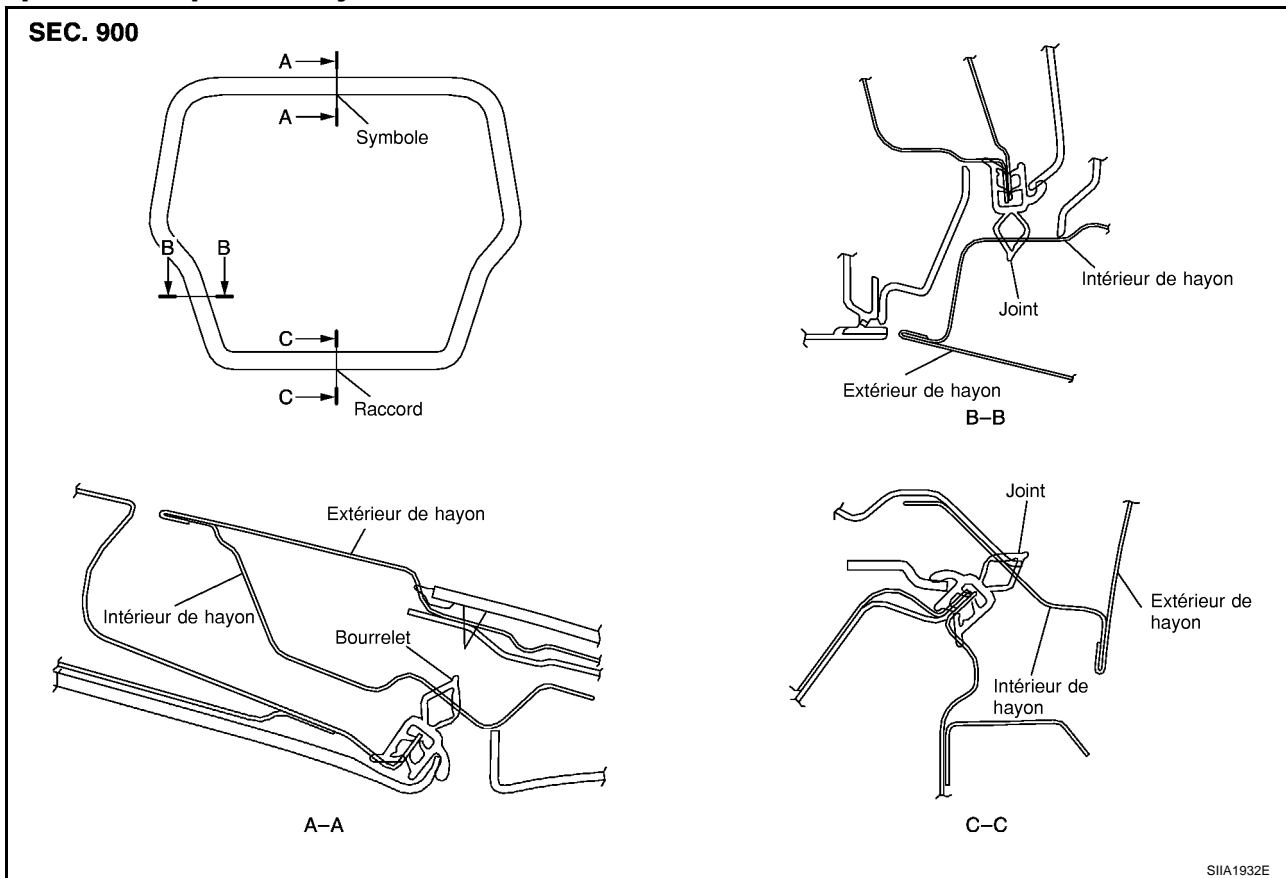 SEC. 900
A
A
Symbole
B
B
C
C
Raccord
Intérieur de hayon
Joint
Extérieur de hayon
B–B
Extérieur de hayon
Intérieur de hayon
Bourrelet
A–A
Joint
Extérieur de
hayon
Intérieur de
hayon
C–C
SIIA1932E